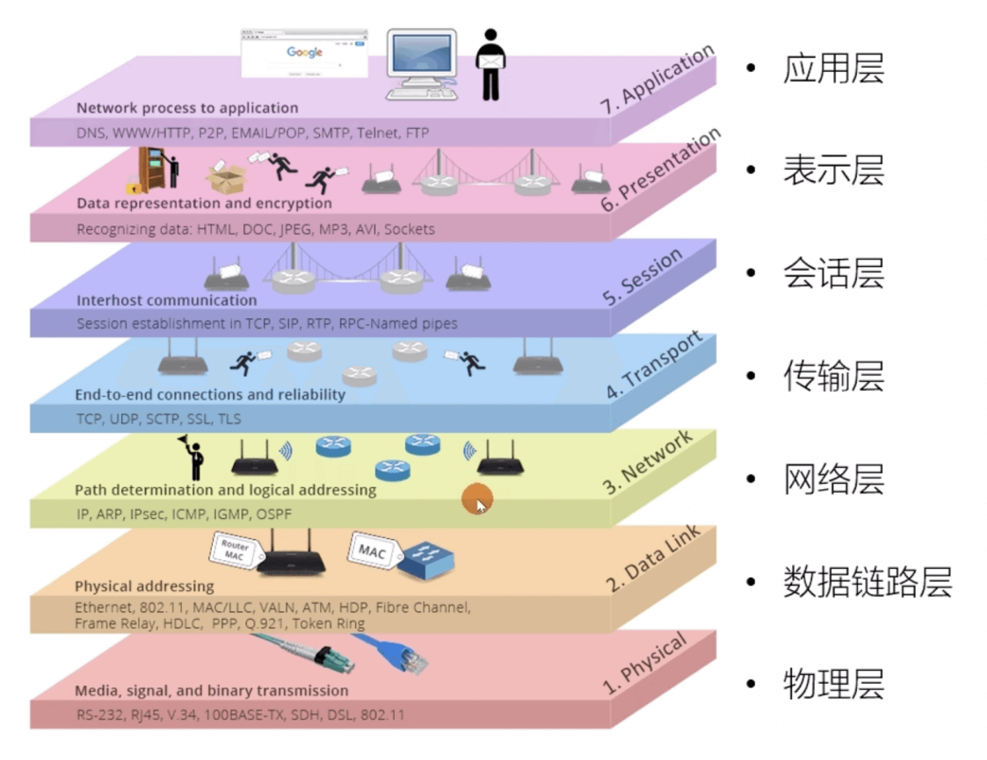 Google
7. Application
• 应用层
Network process to application
DNS, WWW/HTTP, P2P, EMAIL/POP, SMTP, Telnet, FTP
6. Presentation
• 表示层
Data representation and encryption
Recognizing data: HTML, DOC, JPEG, MP3, AVI, Sockets
5. Session
• 会话层
Interhost communication
Session establishment in TCP, SIP, RTP, RPC-Named pipes
4. Transport
• 传输层
End-to-end connections and reliability
TCP, UDP, SCTP, SSL, TLS
3. Network
• 网络层
Path determination and logical addressing
IP, ARP, IPsec, ICMP, IGMP, OSPF
Router
MAC
MAC
2. Data Link
• 数据链路层
Physical addressing
Ethernet, 802.11, MAC/LLC, VALN, ATM, HDP, Fibre Channel,
Frame Relay, HDLC, PPP, Q.921, Token Ring
1. Physical
• 物理层
Media, signal, and binary transmission
RS-232, RJ45, V.34, 100BASE-TX, SDH, DSL, 802.11